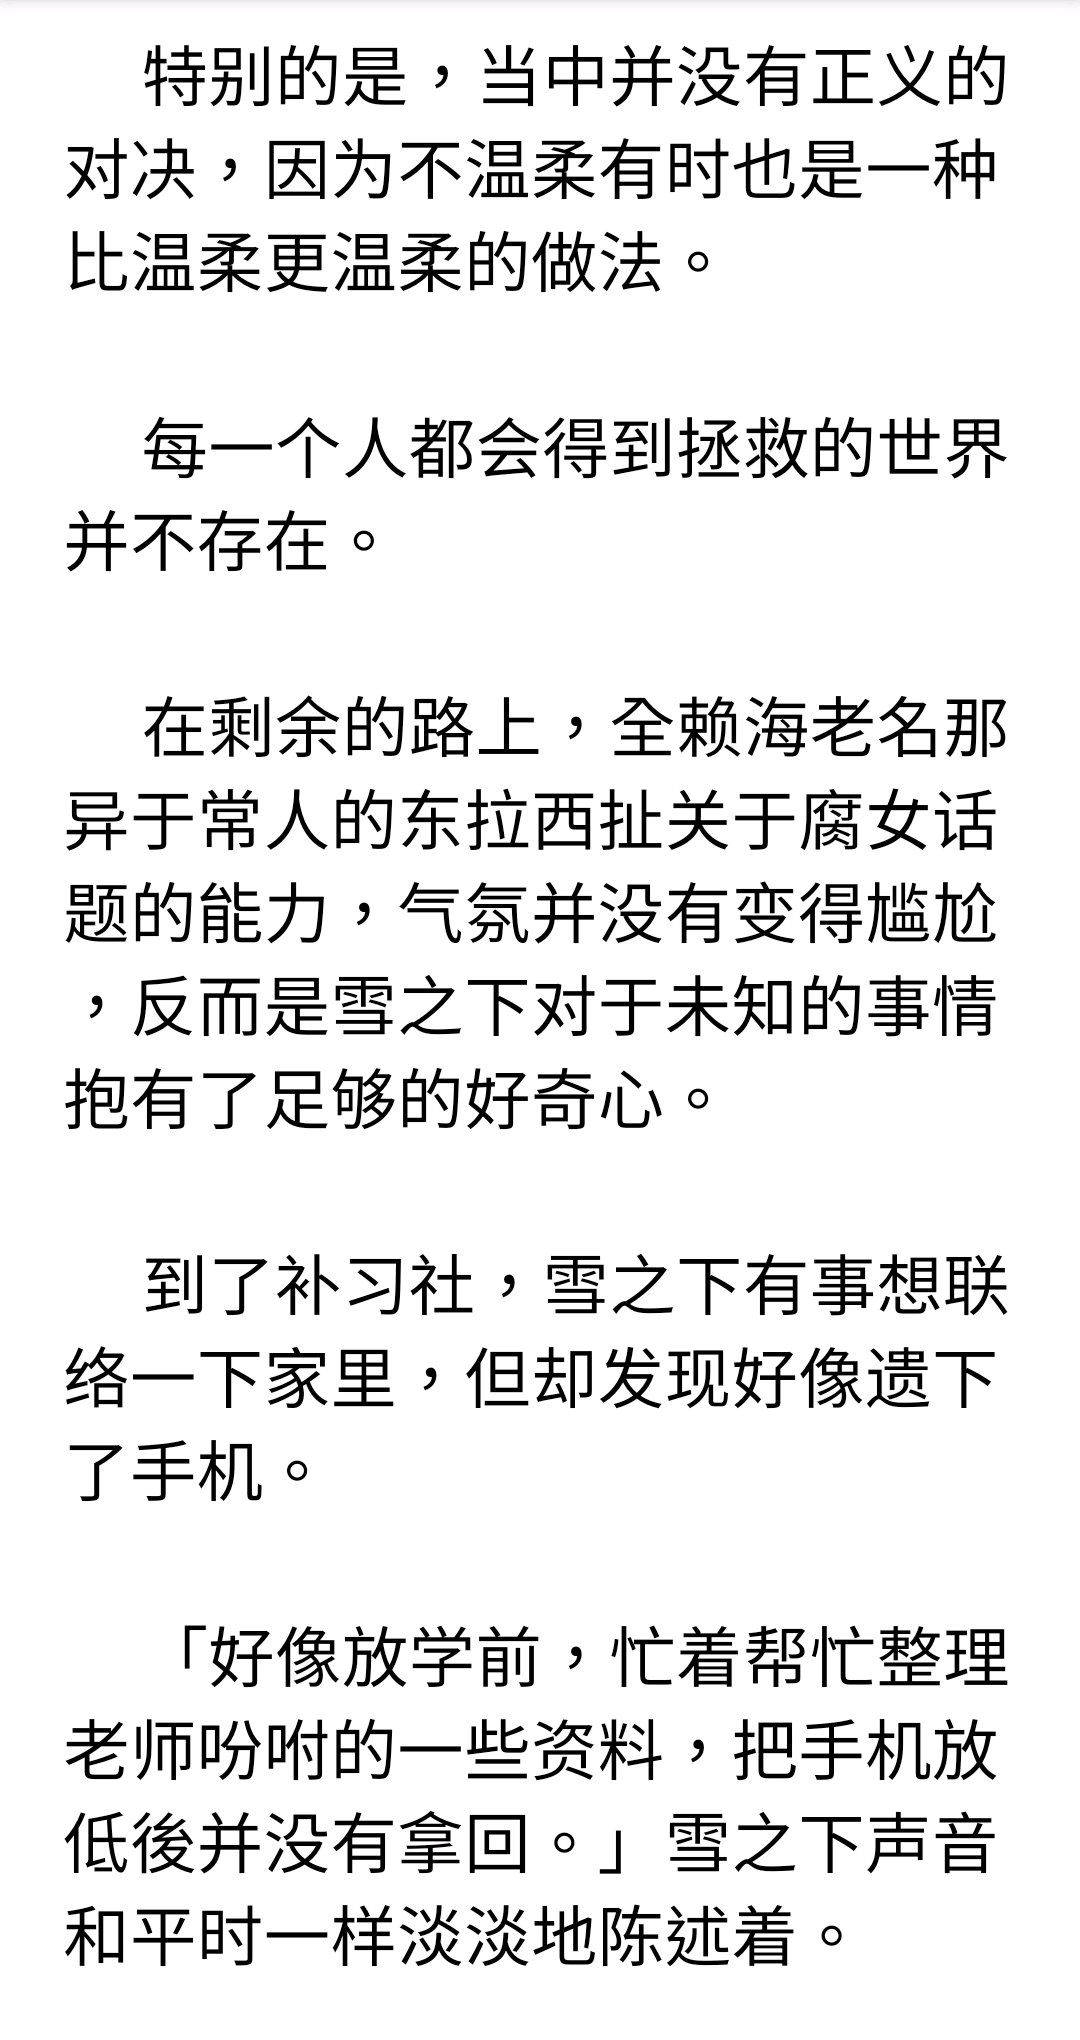 特别的是，当中并没有正义的
对决，因为不温柔有时也是一种
比温柔更温柔的做法。
每一个人都会得到拯救的世界
并不存在。
在剩余的路上，全赖海老名那
异于常人的东拉西扯关于腐女话
题的能力，气氛并没有变得尴尬
，反而是雪之下对于未知的事情
抱有了足够的好奇心。
到了补习社，雪之下有事想联
络一下家里，但却发现好像遗下
了手机。
「好像放学前，忙着帮忙整理
老师吩咐的一些资料，把手机放
低後并没有拿回。」雪之下声音
和平时一样淡淡地陈述着。